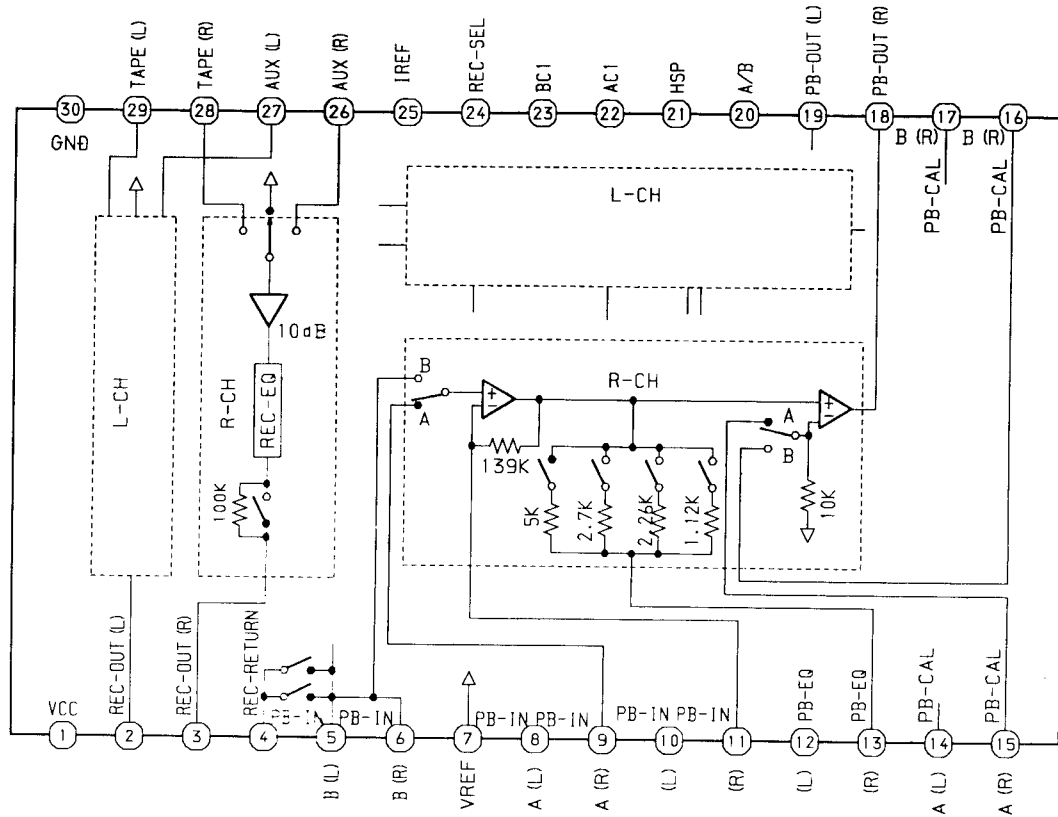 TAPE (L)
TAPE (R)
AUX (L)
AUX (R)
IREF
REC-SEL
BC1
AC1
HSP
A/B
PB-OUT (L)
PB-OUT (R)
30
29
28
27
26
25
24
23
22
21
20
19
18
17
16
GND
B (R)
B (R)
PB-CAL
PB-CAL
L-CH
10dB
L-CH
R-CH
REC-EQ
100K
B
A
R-CH
139K
5K
2.7K
2.26K
1.12K
A
B
10K
VCC
REC-OUT (L)
REC-OUT (R)
REC-RETURN
PB-IN
PB-IN
PB-IN
PB-IN
PB-IN
PB-IN
PB-EQ
PB-EQ
PB-CAL
PB-CAL
1
2
3
4
5
6
7
8
9
10
11
12
13
14
15
B (L)
B (R)
VREF
A (L)
A (R)
(L)
(R)
(L)
(R)
A (L)
A (R)